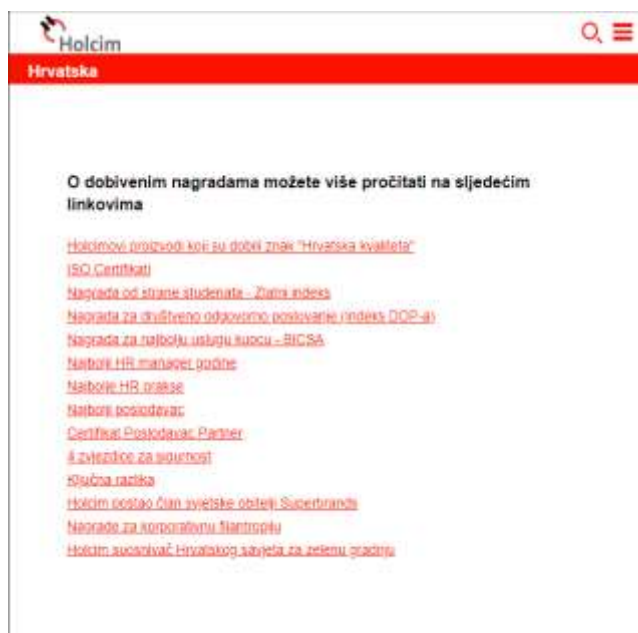 Holcim
Hrvatska
O dobivenim nagradama možete više pročitati na sljedećim
linkovima
Holcimovi proizvodi koji su dobili znak "Hrvatska kvaliteta"
ISO Certifikati
Nagrada od strane studenata - Zlatni indeks
Nagrada za društveno odgovorno poslovanje (indeks DOP-a)
Nagrada za najbolju uslugu kupcu - BICSA
Najbolji HR manager godine
Najbolje HR prakse
Najbolji poslodavac
Certifikat Poslodavac Partner
4 zvjezdice za sigurnost
Ključna razlika
Holcim postao član svjetske obitelji Superbrands
Nagrade za korporativnu filantropiju
Holcim suosnivač Hrvatskog savjeta za zelenu gradnju